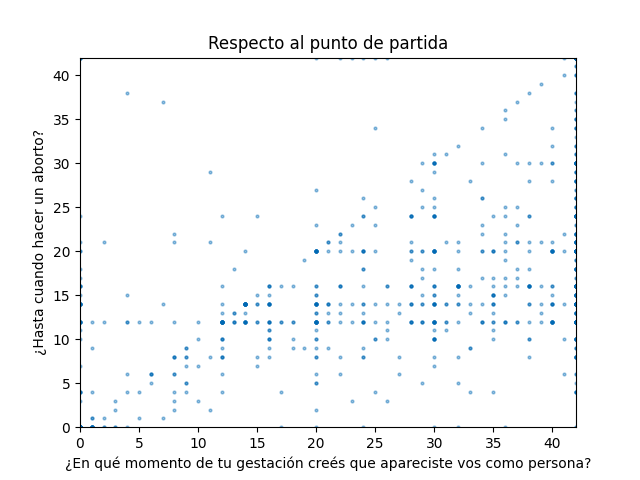 Respecto al punto de partida
¿Hasta cuando hacer un aborto?
40
35
30
25
20
15
10
5
0
0 5 10 15 20 25 30 35 40
¿En qué momento de tu gestación creés que apareciste vos como persona?